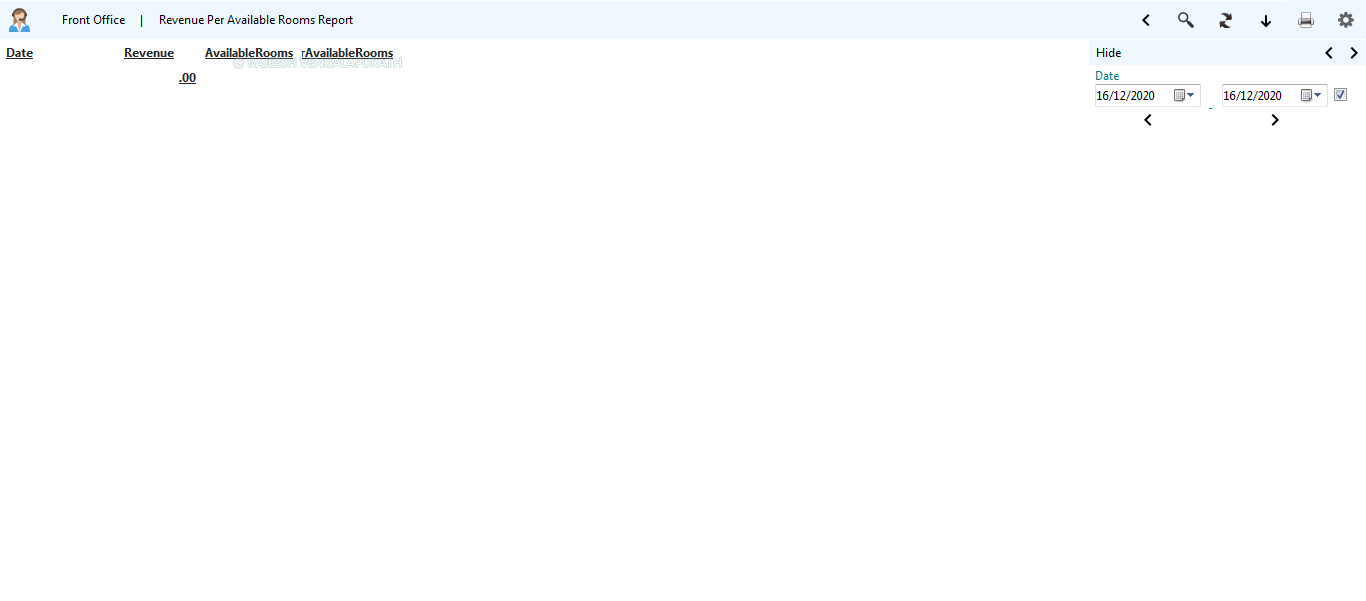 Front Office | Revenue Per Available Rooms Report
Date Revenue AvailableRooms rAvailableRooms
© RAJEESH VENGALAPURATH
.00
Hide
Date
16/12/2020 - 16/12/2020